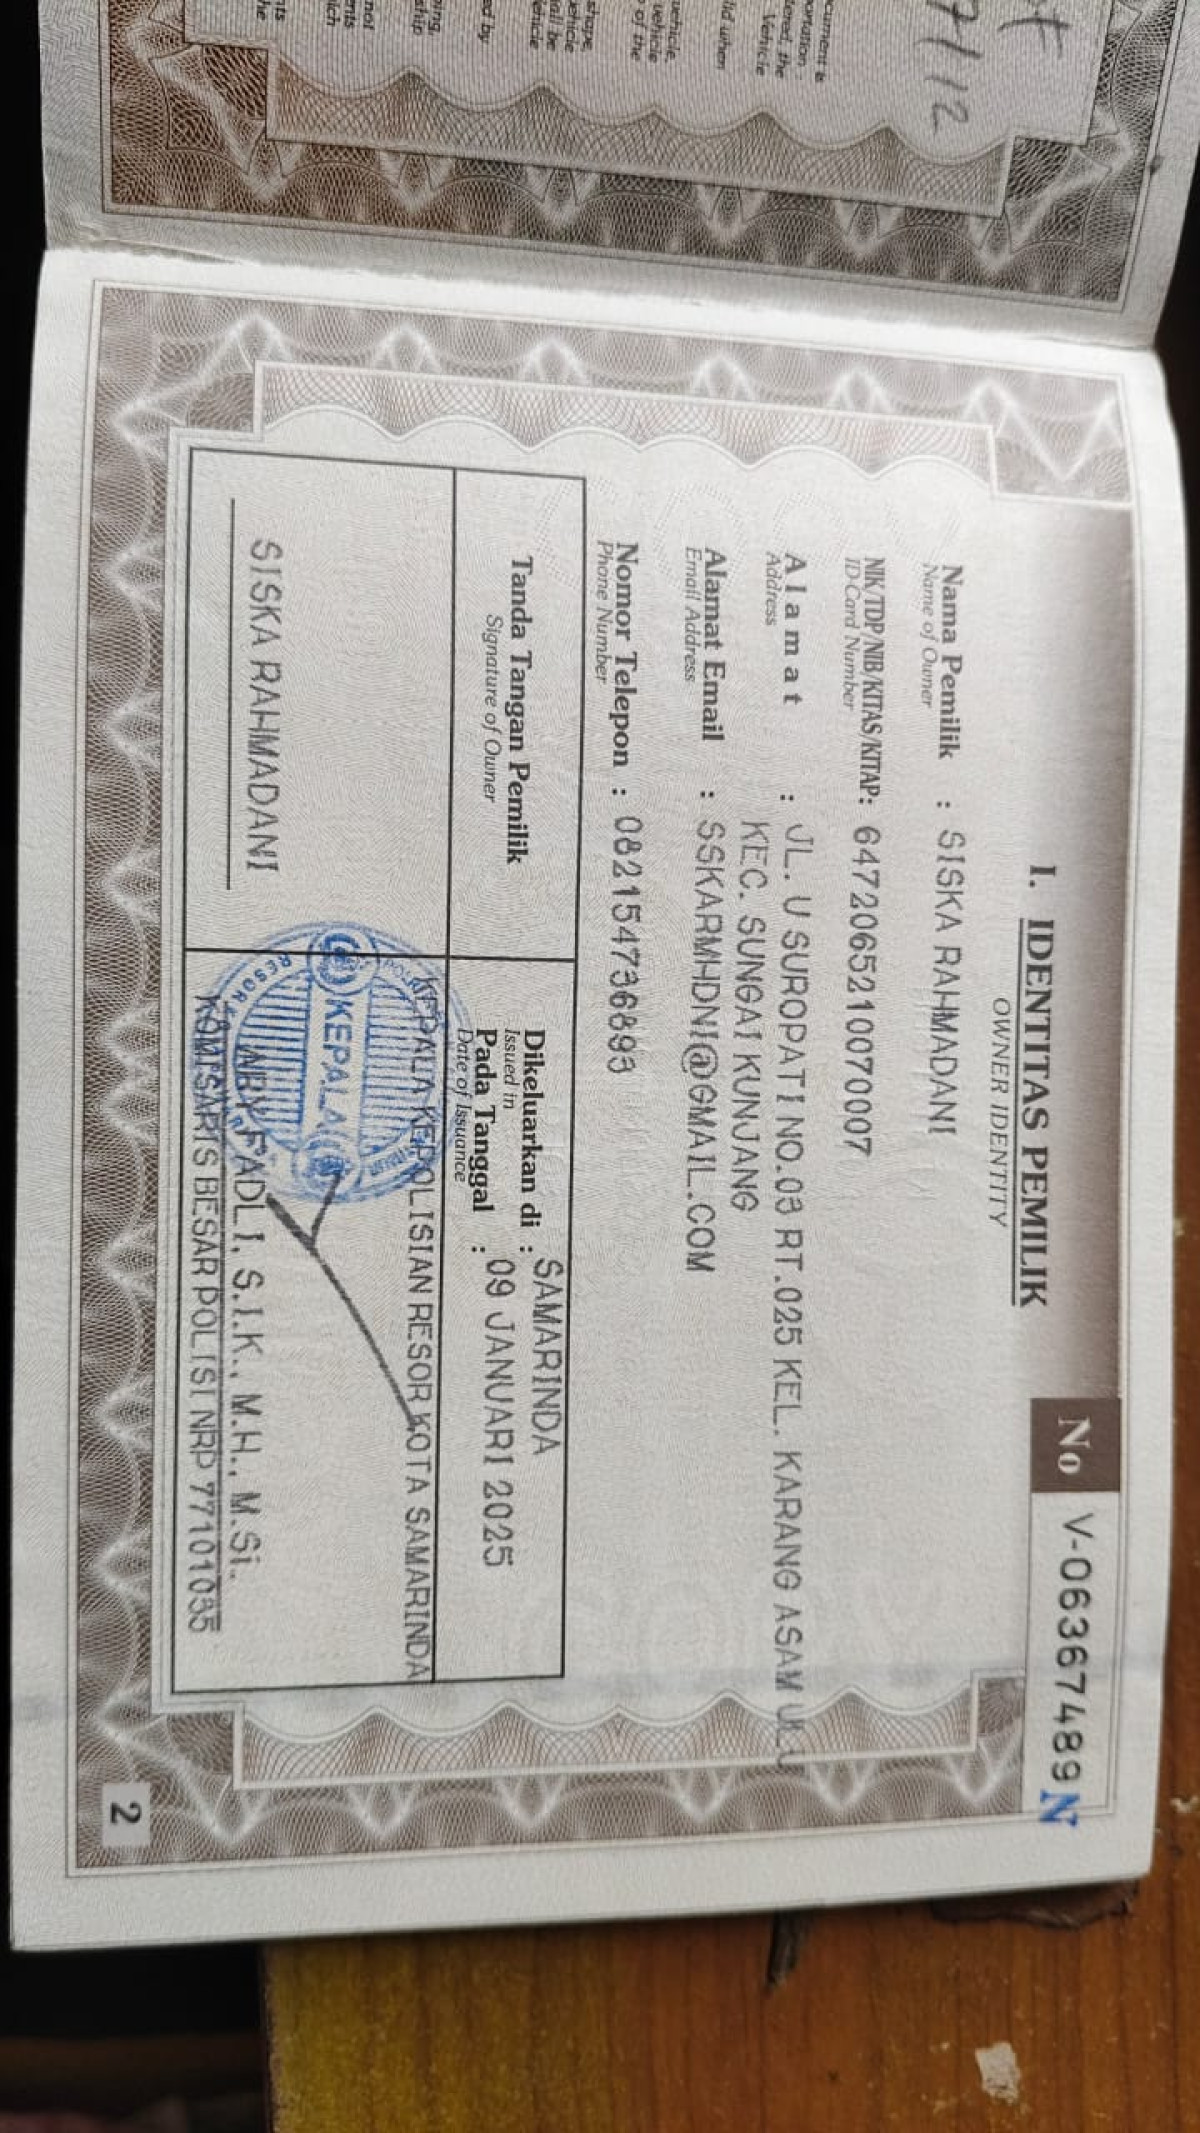 7/12
I. IDENTITAS PEMILIK
OWNER IDENTITY
No V-06367489 N
Nama Pemilik : SISKA RAHMADANI
Name of Owner
NIK/TDP/NIB/KITAS/KITAP: 6472065210070007
ID Card Number
Alamat : JL. U SUROPATI NO.03 RT.025 KEL. KARANG ASAM ULU
Address
KEC. SUNGAI KUNJANG
Alamat Email : SSKARMHDNI@GMAIL.COM
Email Address
Nomor Telepon : 082154736893
Phone Number
Tanda Tangan Pemilik
Signature of Owner
SISKA RAHMADANI
Dikeluarkan di : SAMARINDA
Issued in
Pada Tanggal : 09 JANUARI 2025
Date of Issuance
KEPALA KEPOLISIAN RESOR KOTA SAMARINDA
KEPALA
ARY FADLI, S.I.K., M.H., M.Si.
KOMISARIS BESAR POLISI NRP 77101035
2